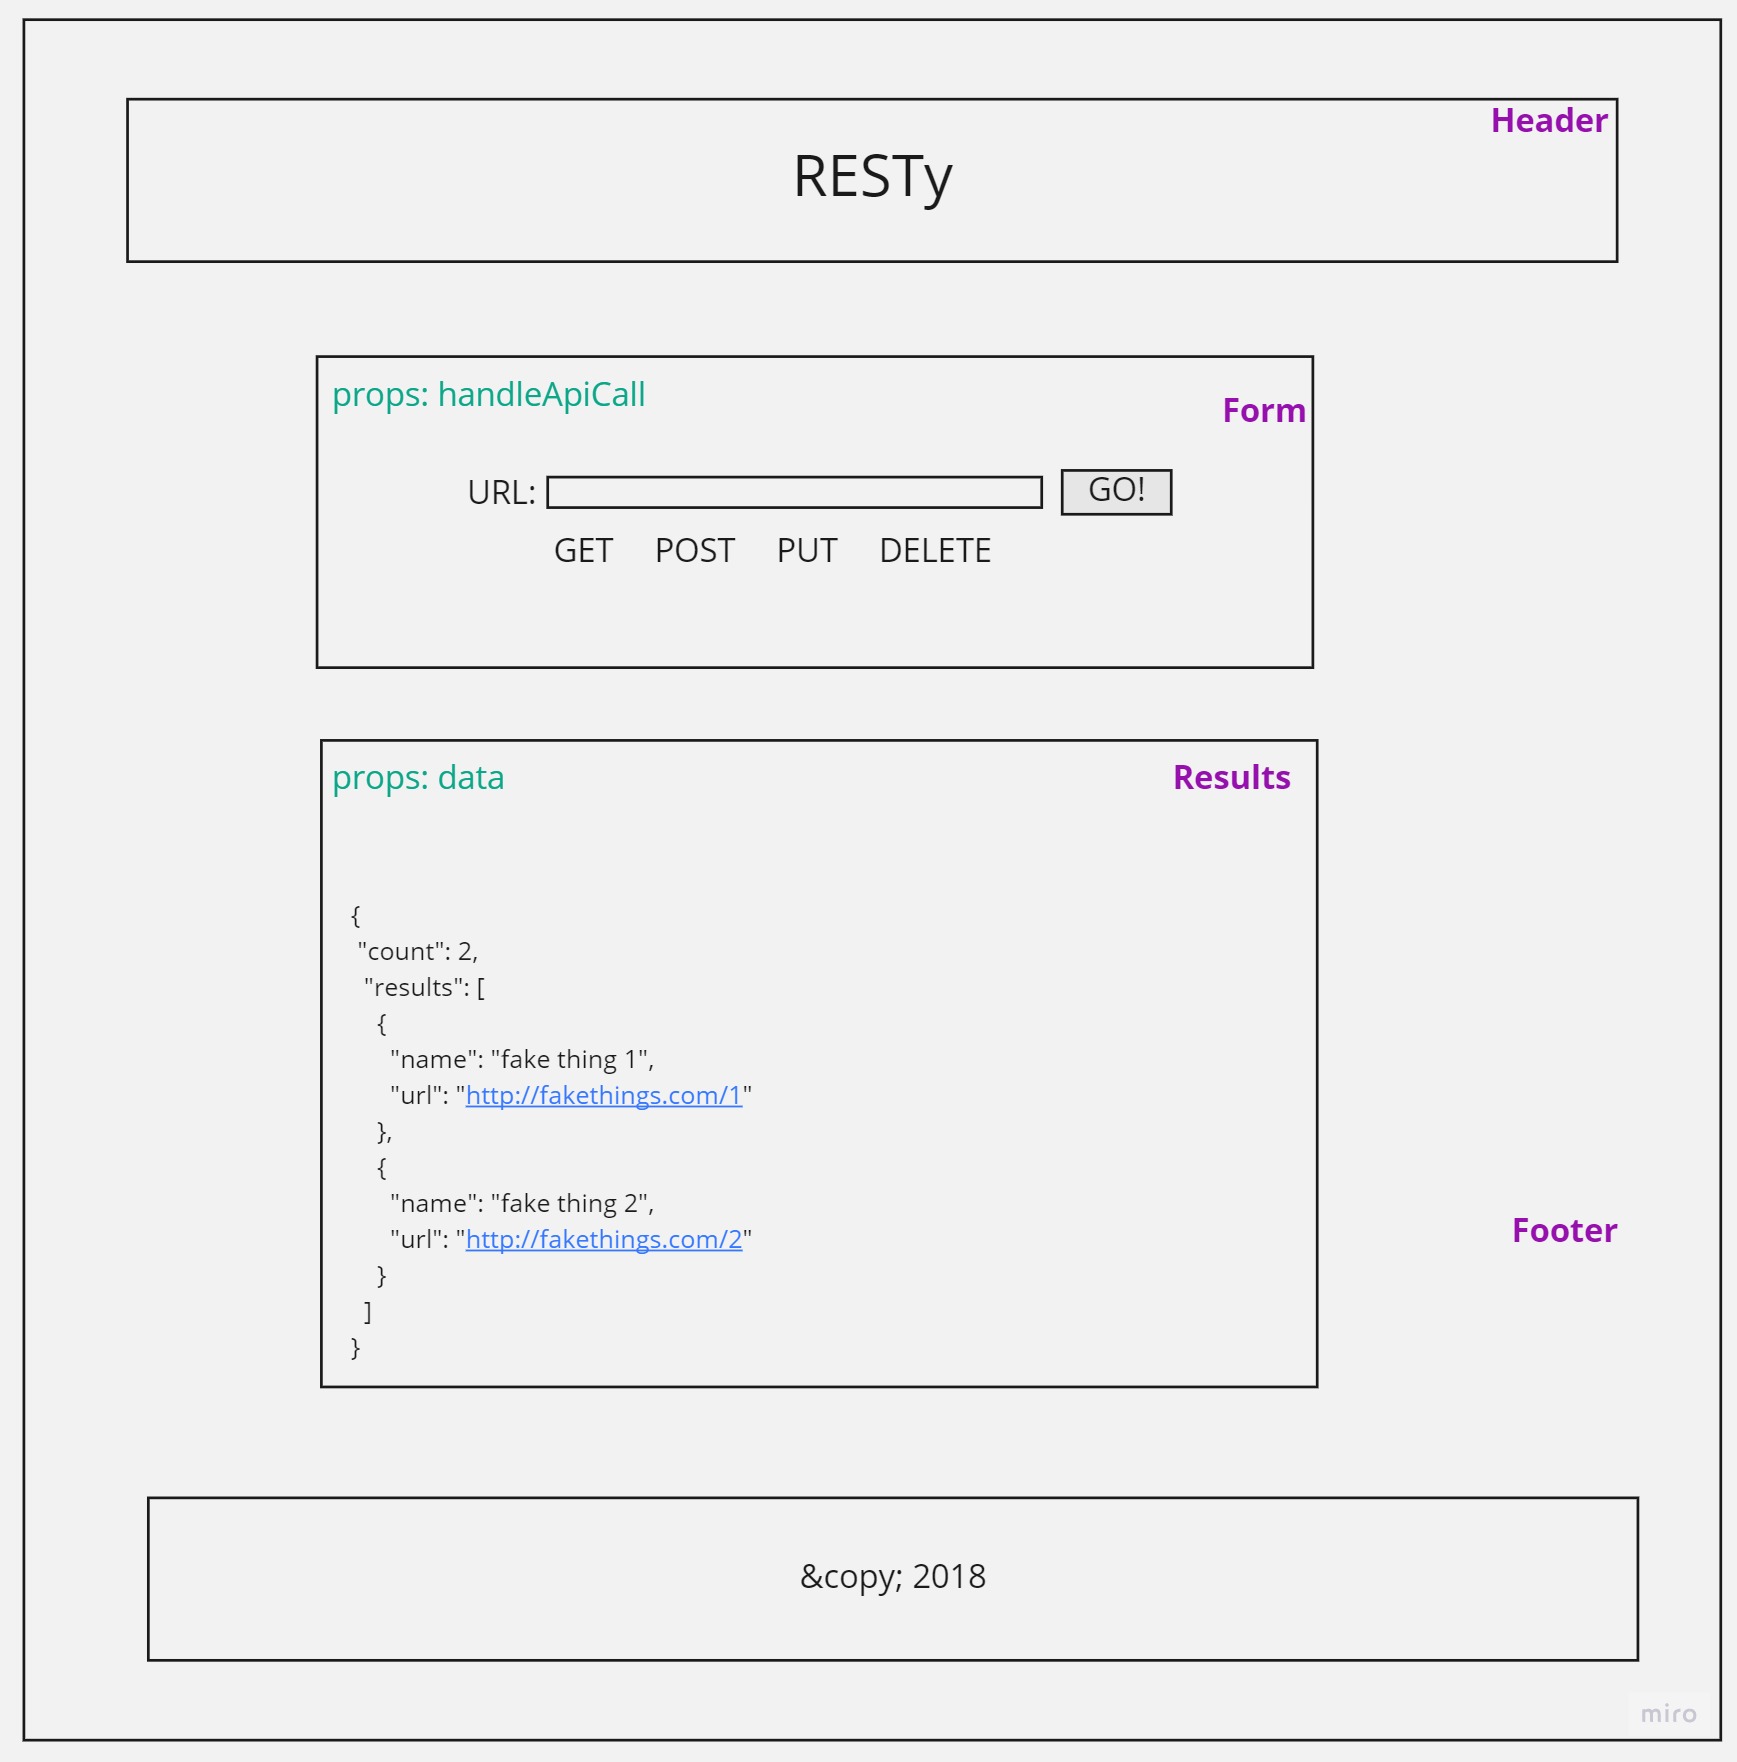 Header
RESTy
props: handleApiCall
Form
URL: GO!
GET POST PUT DELETE
props: data Results
{
"count": 2,
"results": [
{
"name": "fake thing 1",
"url": "http://fakethings.com/1"
},
{
"name": "fake thing 2",
"url": "http://fakethings.com/2"
}
]
}
Footer
&copy; 2018
miro